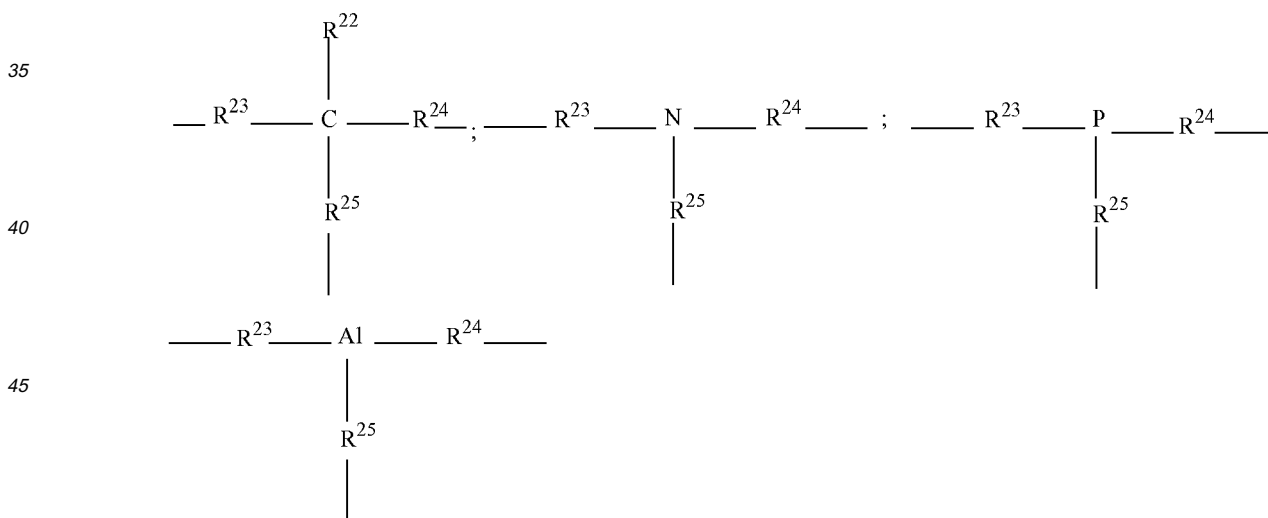 R²²
35
R²³ C R²⁴ ; R²³ N R²⁴ ; R²³ P R²⁴
R²⁵ R²⁵ R²⁵
40
R²³ Al R²⁴
45
R²⁵